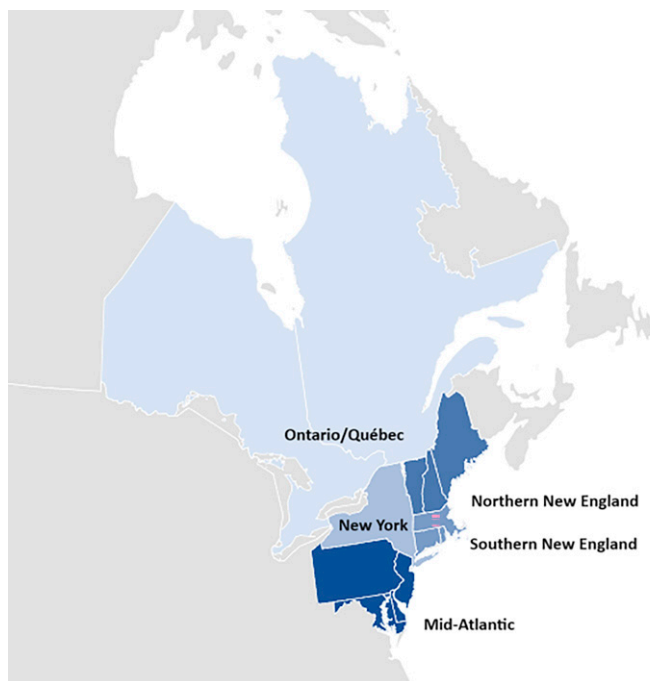 Ontario/Québec
Northern New England
New York
Southern New England
Mid-Atlantic